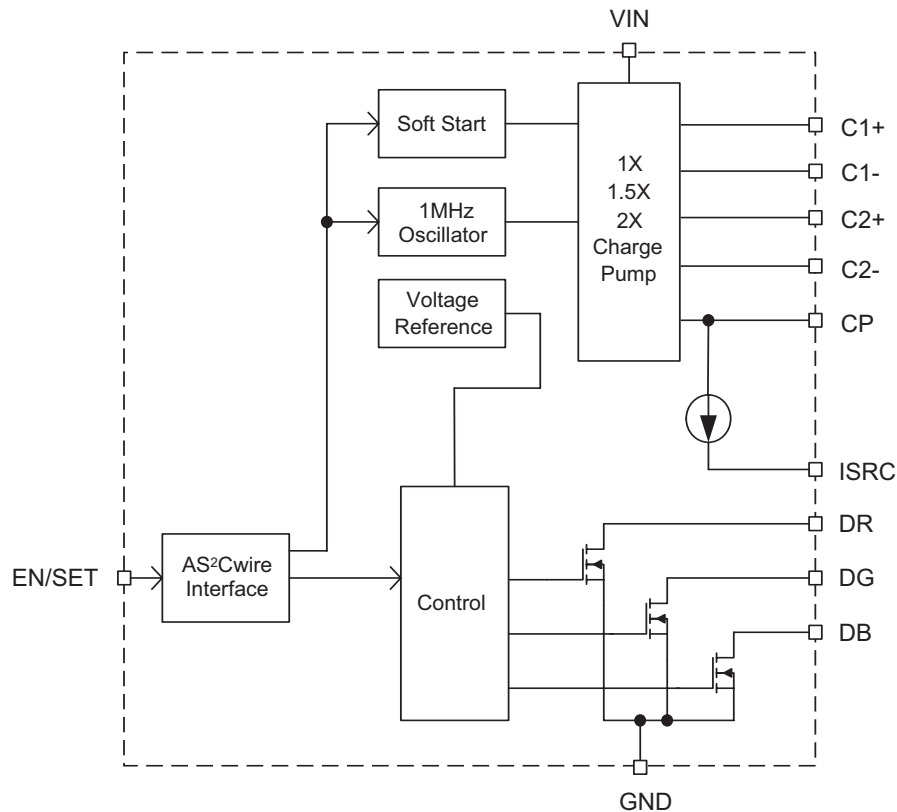 VIN
Soft Start
1MHz
Oscillator
Voltage
Reference
1X
1.5X
2X
Charge
Pump
C1+
C1-
C2+
C2-
CP
ISRC
DR
DG
DB
EN/SET
AS²Cwire
Interface
Control
GND